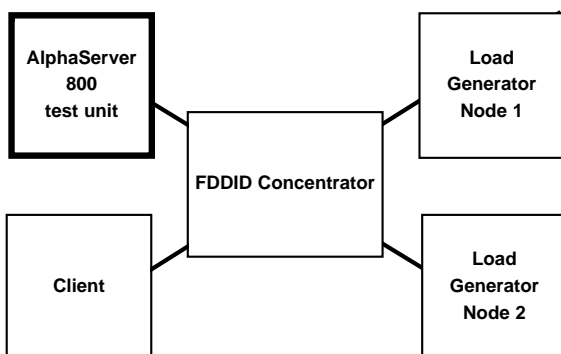 AlphaServer
800
test unit
Load
Generator
Node 1
FDDID Concentrator
Client
Load
Generator
Node 2